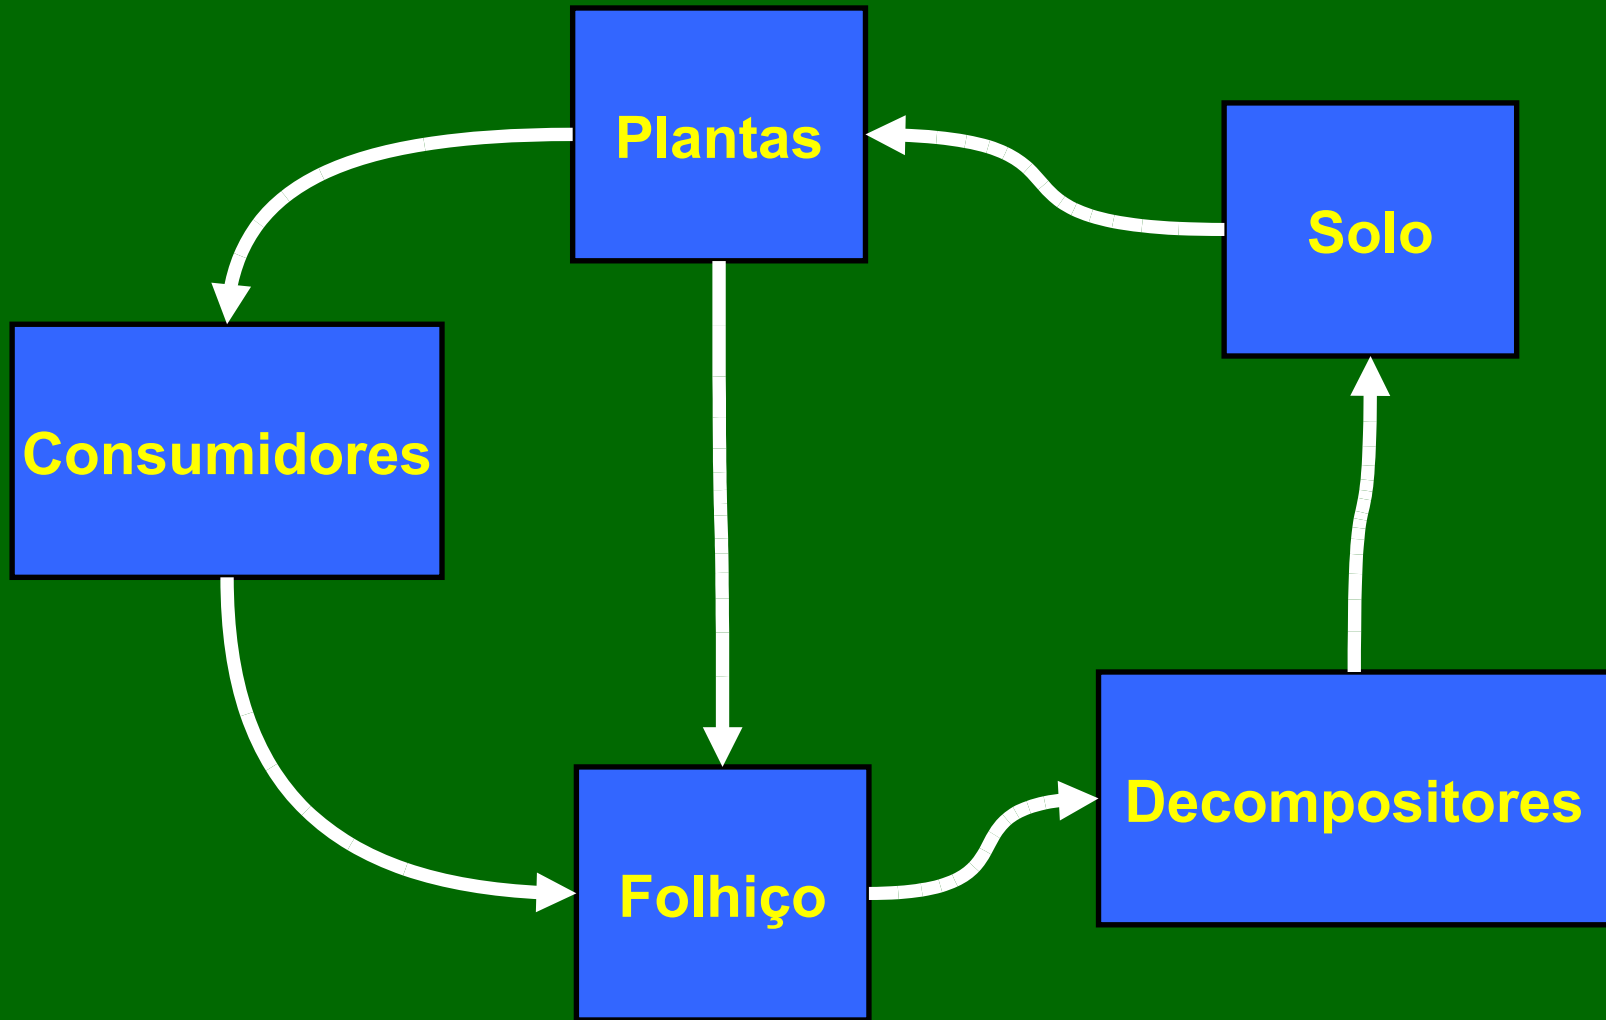 Plantas
Solo
Consumidores
Decompositores
Folhiço